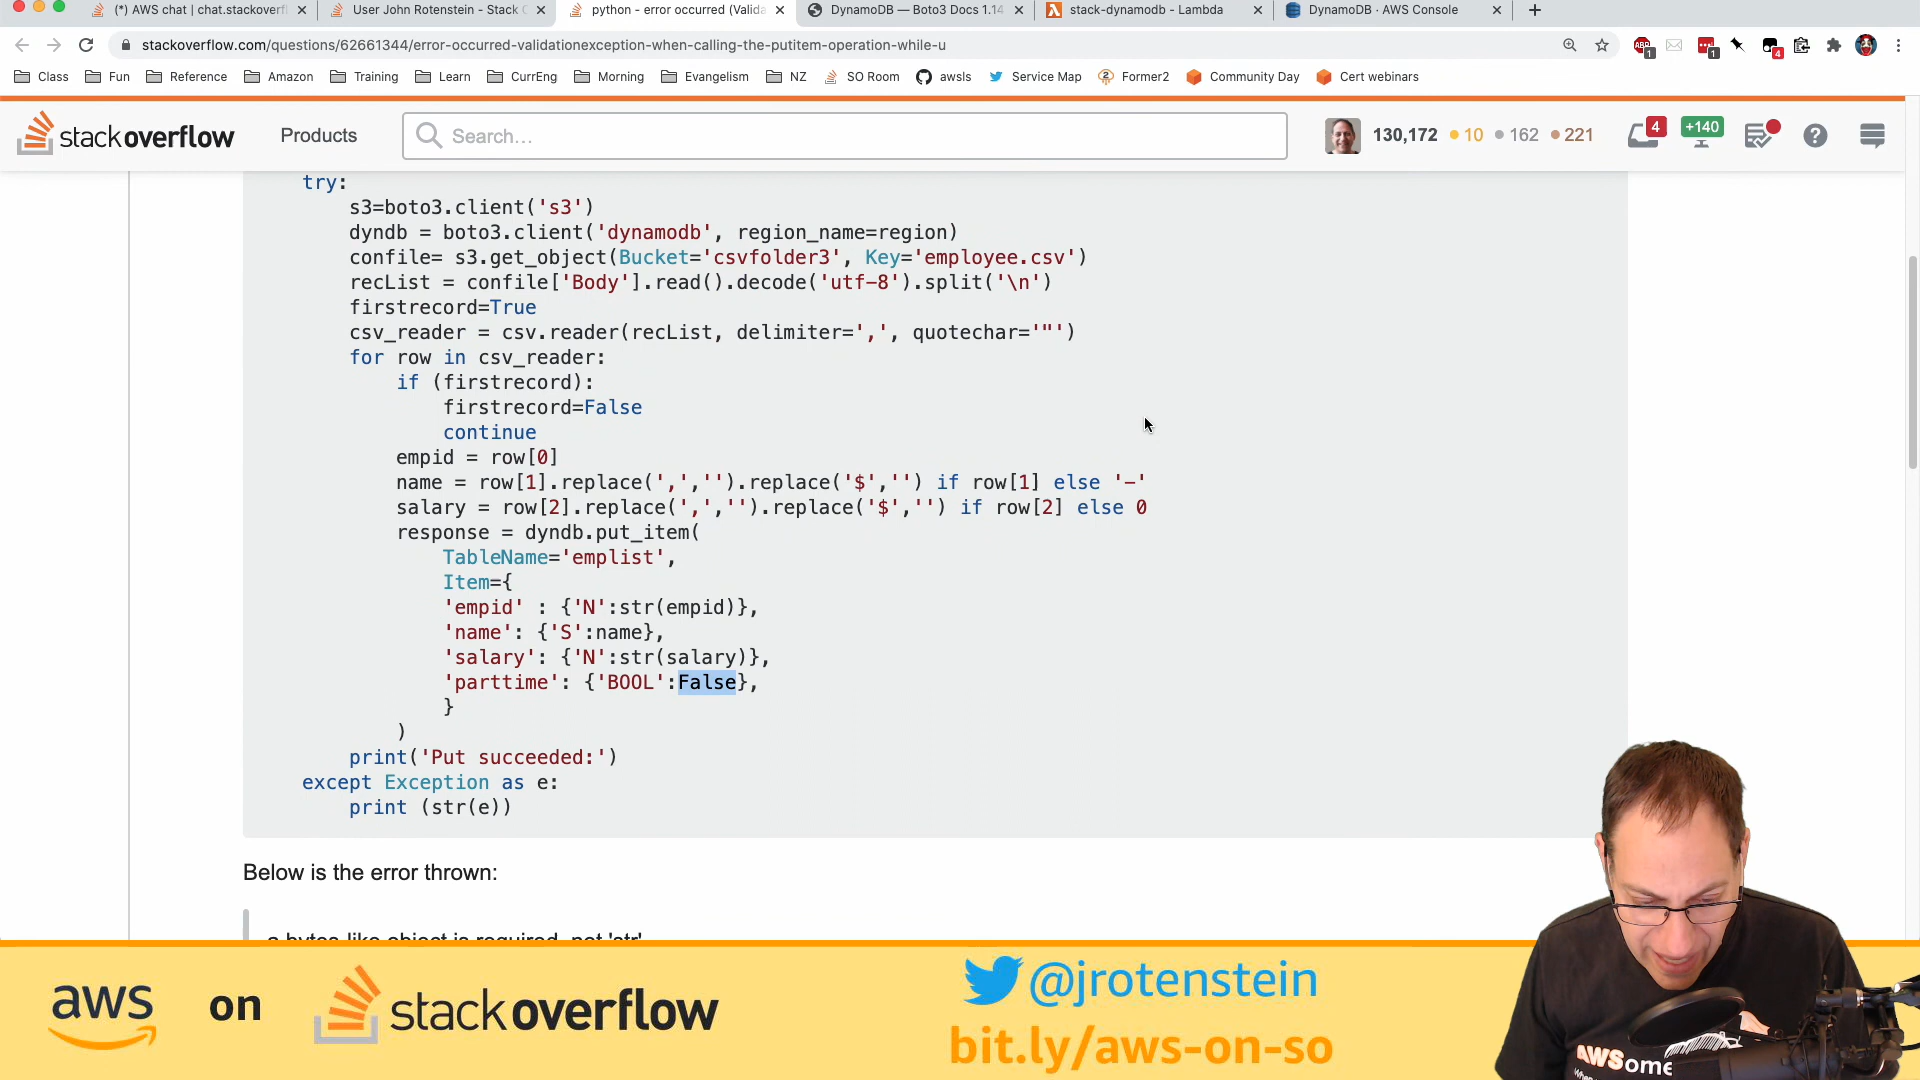 (*) AWS chat | chat.stackoverf
User John Rotenstein - Stack O
python - error occurred (Valida
DynamoDB — Boto3 Docs 1.14
stack-dynamodb - Lambda
DynamoDB · AWS Console
stackoverflow.com/questions/62661344/error-occurred-validationexception-when-calling-the-putitem-operation-while-u
Class Fun Reference Amazon Training Learn CurrEng Morning Evangelism NZ SO Room awsls Service Map Former2 Community Day Cert webinars
stackoverflow Products Search... 130,172 10 162 221 4 +140
try:
s3=boto3.client('s3')
dyndb = boto3.client('dynamodb', region_name=region)
confile= s3.get_object(Bucket='csvfolder3', Key='employee.csv')
recList = confile['Body'].read().decode('utf-8').split('\n')
firstrecord=True
csv_reader = csv.reader(recList, delimiter=',', quotechar='"')
for row in csv_reader:
if (firstrecord):
firstrecord=False
continue
empid = row[0]
name = row[1].replace(',','').replace('$','') if row[1] else '-'
salary = row[2].replace(',','').replace('$','') if row[2] else 0
response = dyndb.put_item(
TableName='emplist',
Item={
'empid' : {'N':str(empid)},
'name': {'S':name},
'salary': {'N':str(salary)},
'parttime': {'BOOL':False},
}
)
print('Put succeeded:')
except Exception as e:
print (str(e))
Below is the error thrown:
a bytes-like object is required, not 'str'
aws on stackoverflow
@jrotenstein
bit.ly/aws-on-so
AWSome